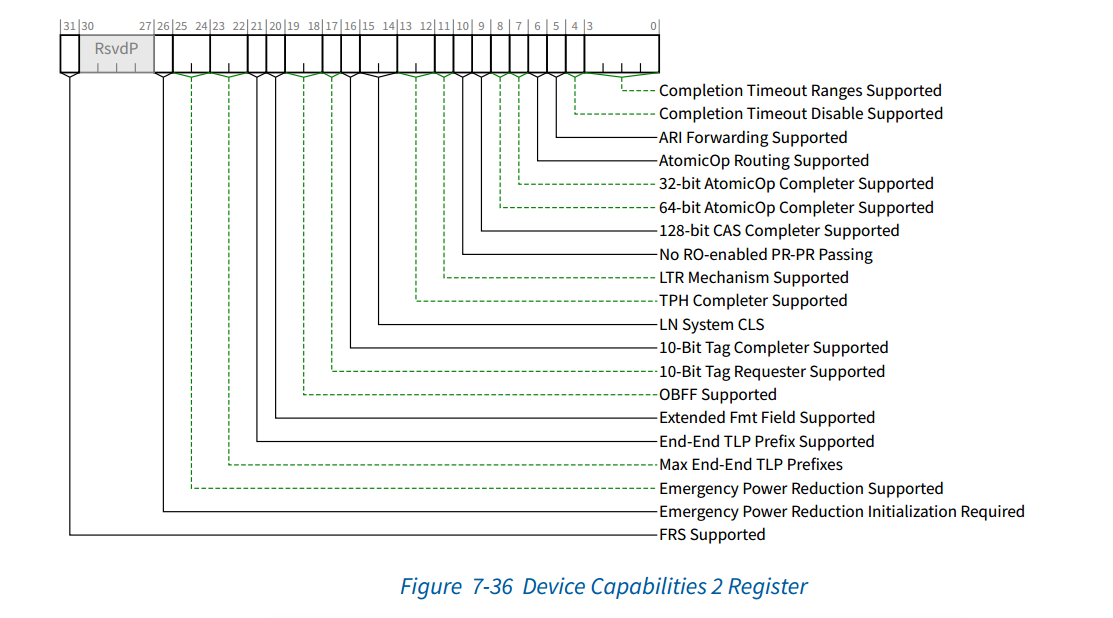 31 30 27 26 25 24 23 22 21 20 19 18 17 16 15 14 13 12 11 10 9 8 7 6 5 4 3 0
RsvdP
Completion Timeout Ranges Supported
Completion Timeout Disable Supported
ARI Forwarding Supported
AtomicOp Routing Supported
32-bit AtomicOp Completer Supported
64-bit AtomicOp Completer Supported
128-bit CAS Completer Supported
No RO-enabled PR-PR Passing
LTR Mechanism Supported
TPH Completer Supported
LN System CLS
10-Bit Tag Completer Supported
10-Bit Tag Requester Supported
OBFF Supported
Extended Fmt Field Supported
End-End TLP Prefix Supported
Max End-End TLP Prefixes
Emergency Power Reduction Supported
Emergency Power Reduction Initialization Required
FRS Supported
Figure 7-36 Device Capabilities 2 Register